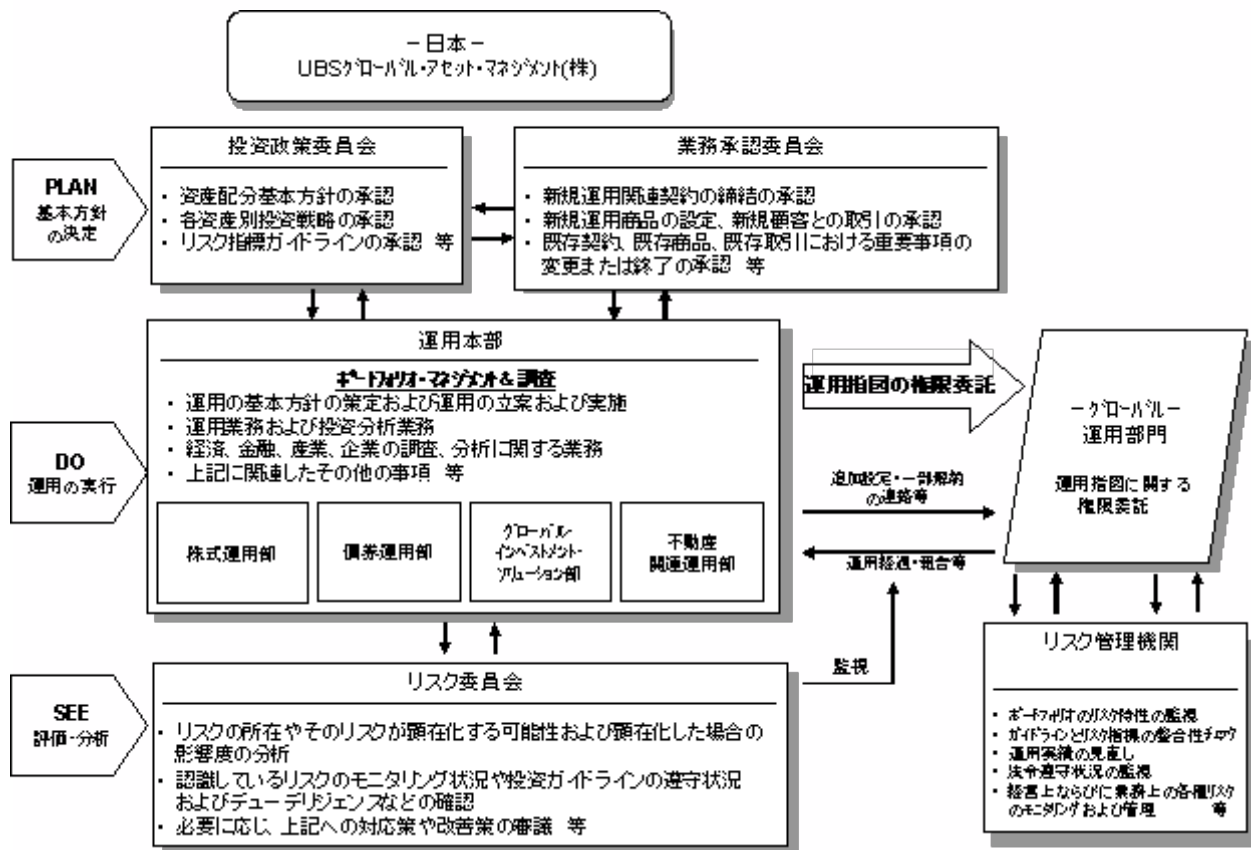 －日本－
UBSｸﾞﾛｰﾊﾞﾙ･ｱｾｯﾄ･ﾏﾈｼﾞﾒﾝﾄ(株)
PLAN
基本方針
の決定
投資政策委員会
・ 資産配分基本方針の承認
・ 各資産別投資戦略の承認
・ リスク指標ガイドラインの承認 等
業務承認委員会
・ 新規運用関連契約の締結の承認
・ 新規運用商品の設定、新規顧客との取引の承認
・ 既存契約、既存商品、既存取引における重要事項の
変更または終了の承認 等
DO
運用の実行
運用本部
ﾎﾟｰﾄﾌｫﾘｵ･ﾏﾈｼﾞﾒﾝﾄ＆調査
・ 運用の基本方針の策定および運用の立案および実施
・ 運用業務および投資分析業務
・ 経済、金融、産業、企業の調査、分析に関する業務
・ 上記に関連したその他の事項 等
株式運用部
債券運用部
ｸﾞﾛｰﾊﾞﾙ･
ｲﾝﾍﾞｽﾄﾒﾝﾄ･
ｿﾘｭｰｼｮﾝ部
不動産
関連運用部
運用指図の権限委託
追加設定・一部解約
の連絡等
運用経過・報告等
－ｸﾞﾛｰﾊﾞﾙ－
運用部門
運用指図に関する
権限委託
SEE
評価・分析
リスク委員会
・ リスクの所在やそのリスクが顕在化する可能性および顕在化した場合の
影響度の分析
・ 認識しているリスクのモニタリング状況や投資ガイドラインの遵守状況
およびデューデリジェンスなどの確認
・ 必要に応じ、上記への対応策や改善策の審議 等
監視
リスク管理機関
・ ﾎﾟｰﾄﾌｫﾘｵのﾘｽｸ特性の監視
・ ｶﾞｲﾄﾞﾗｲﾝとﾘｽｸ指標の整合性ﾁｪｯｸ
・ 運用実績の見直し
・ 法令遵守状況の監視
・ 経営上ならびに業務上の各種ﾘｽｸ
のﾓﾆﾀﾘﾝｸﾞおよび管理 等